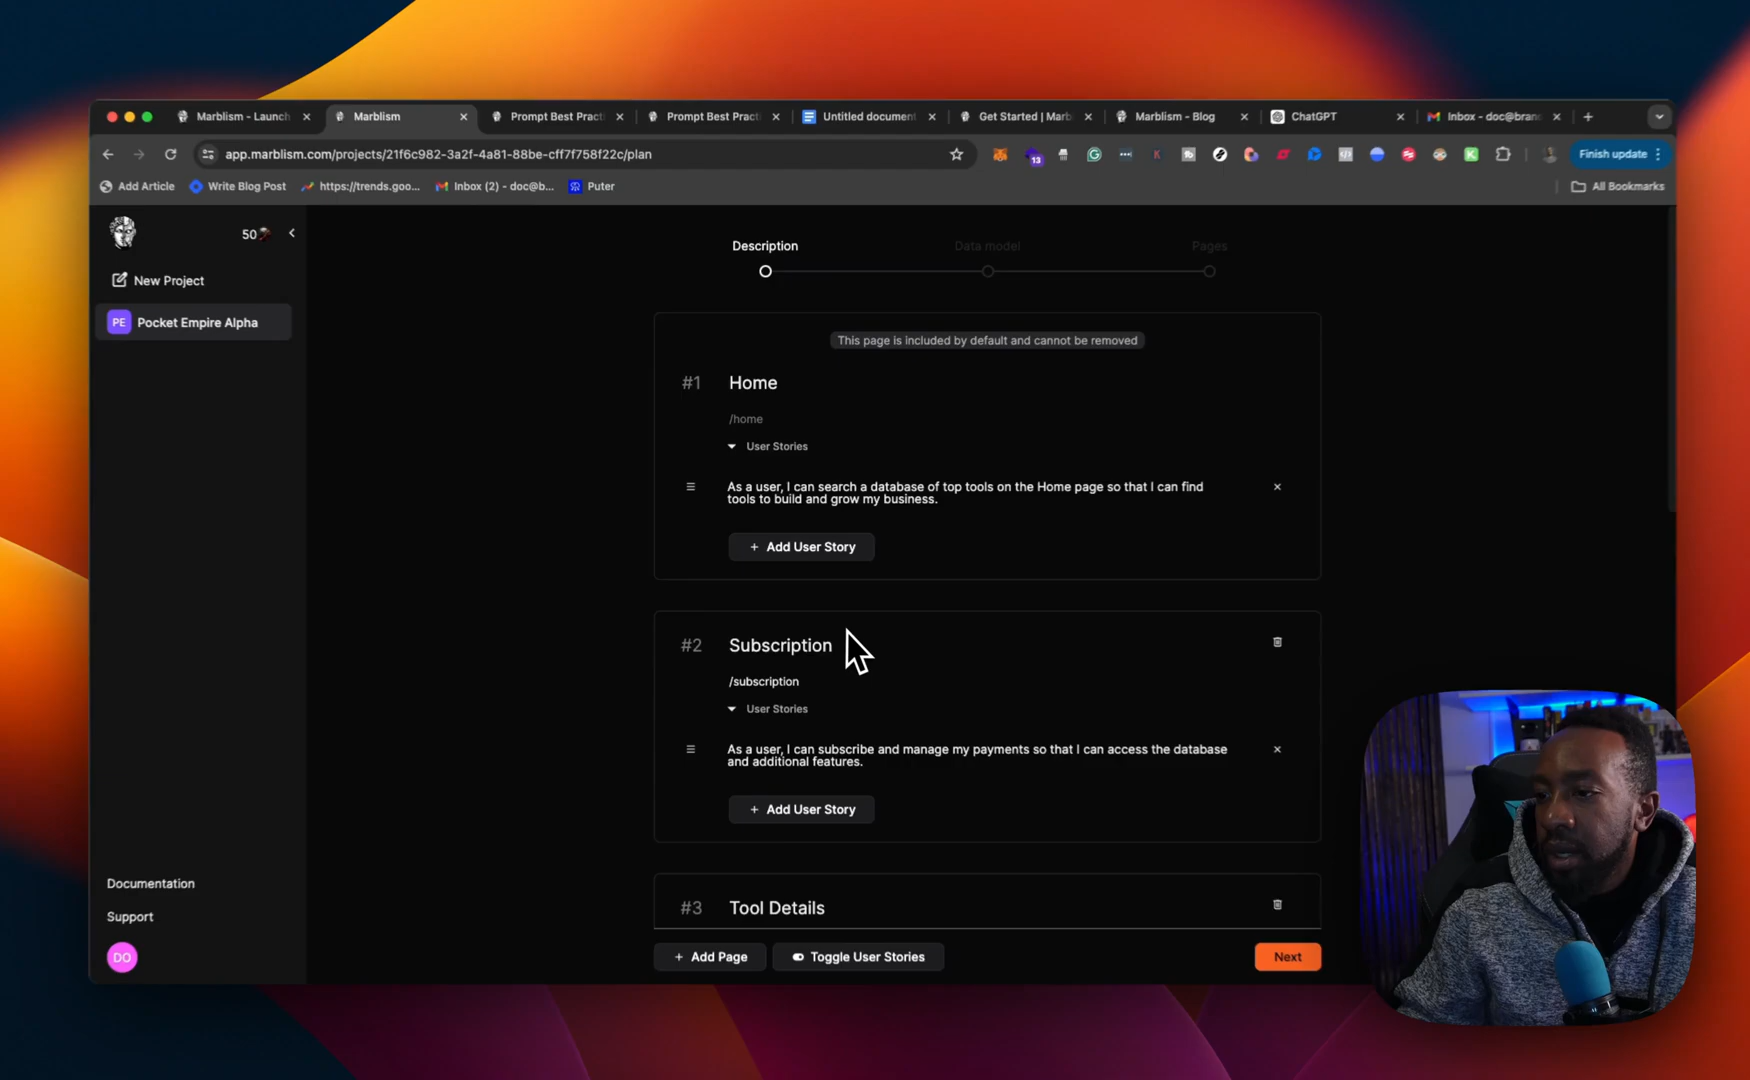 Marblism - Launch
Marblism
Prompt Best Practi
Prompt Best Practi
Untitled document
Get Started | Marb
Marblism - Blog
ChatGPT
Inbox - doc@bran
app.marblism.com/projects/21f6c982-3a2f-4a81-88be-cff7f758f22c/plan
13
Finish update
Add Article
Write Blog Post
https://trends.goo...
Inbox (2) - doc@b...
Puter
All Bookmarks
50
New Project
PE
Pocket Empire Alpha
Documentation
Support
DO
Description
Data model
Pages
This page is included by default and cannot be removed
#1
Home
/home
User Stories
As a user, I can search a database of top tools on the Home page so that I can find
tools to build and grow my business.
+ Add User Story
#2
Subscription
/subscription
User Stories
As a user, I can subscribe and manage my payments so that I can access the database
and additional features.
+ Add User Story
#3
Tool Details
+ Add Page
Toggle User Stories
Next